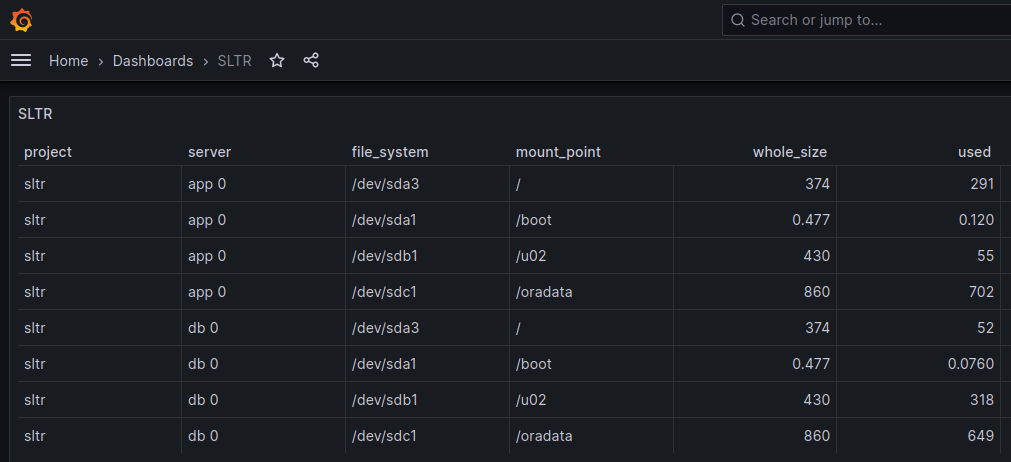 Search or jump to...
Home › Dashboards › SLTR
SLTR
project server file_system mount_point whole_size used
sltr app 0 /dev/sda3 / 374 291
sltr app 0 /dev/sda1 /boot 0.477 0.120
sltr app 0 /dev/sdb1 /u02 430 55
sltr app 0 /dev/sdc1 /oradata 860 702
sltr db 0 /dev/sda3 / 374 52
sltr db 0 /dev/sda1 /boot 0.477 0.0760
sltr db 0 /dev/sdb1 /u02 430 318
sltr db 0 /dev/sdc1 /oradata 860 649